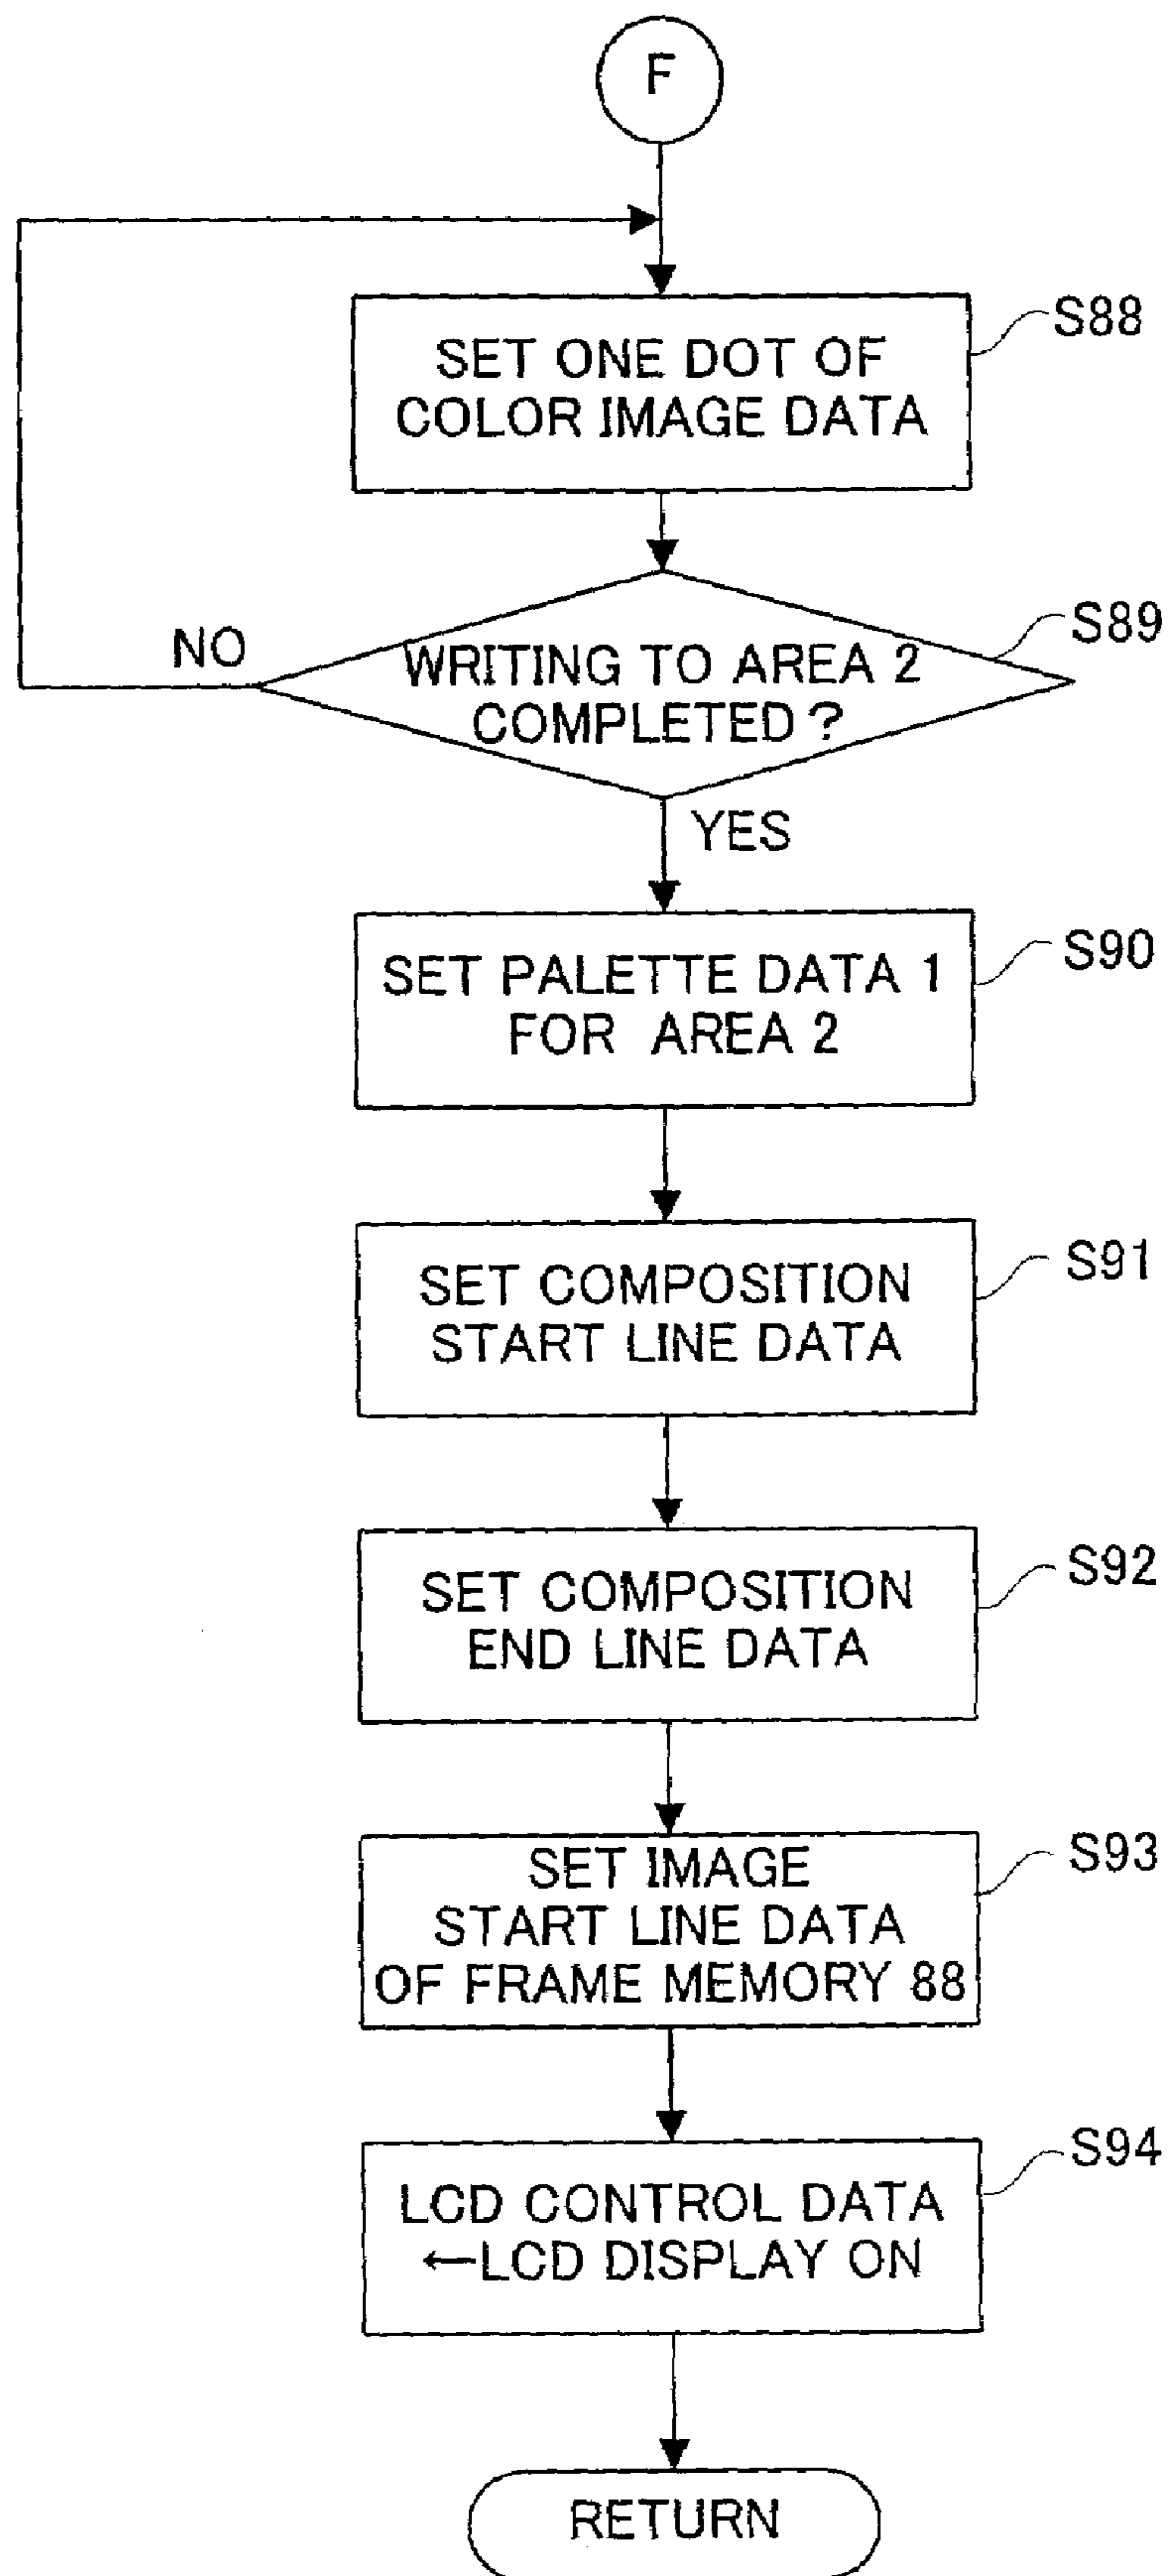 F
SET ONE DOT OF
COLOR IMAGE DATA
S88
NO
WRITING TO AREA 2
COMPLETED?
S89
YES
SET PALETTE DATA 1
FOR AREA 2
S90
SET COMPOSITION
START LINE DATA
S91
SET COMPOSITION
END LINE DATA
S92
SET IMAGE
START LINE DATA
OF FRAME MEMORY 88
S93
LCD CONTROL DATA
←LCD DISPLAY ON
S94
RETURN